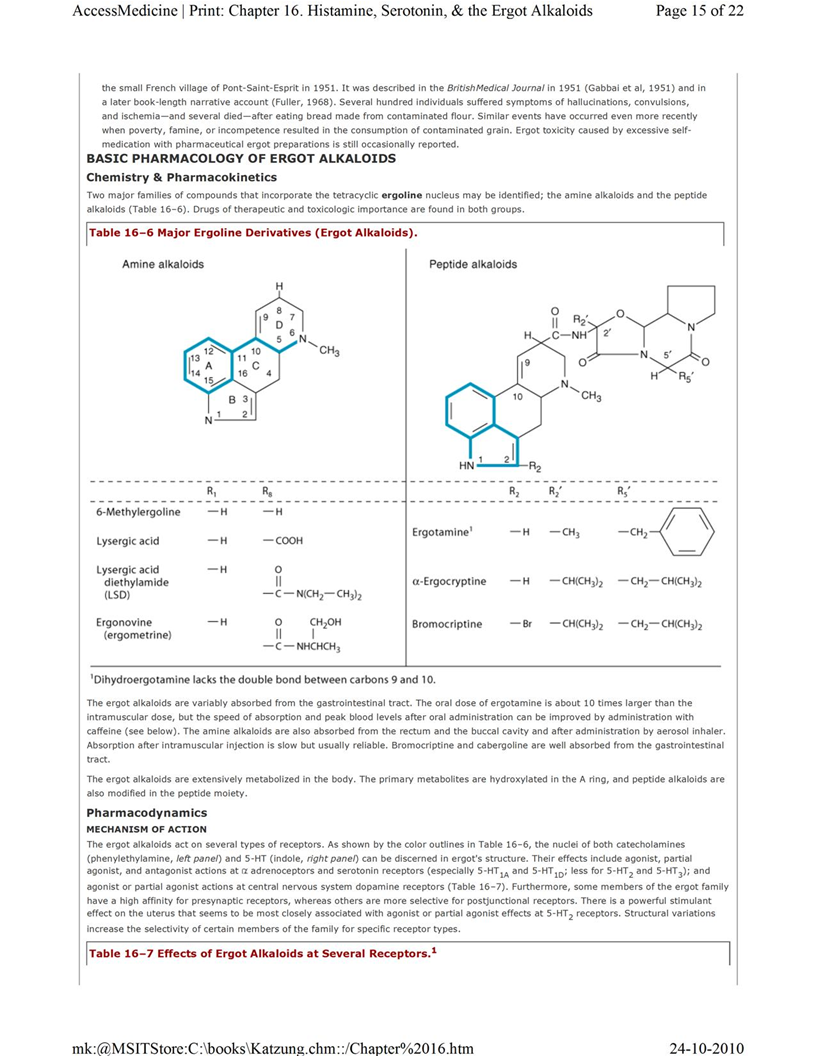 AccessMedicine | Print: Chapter 16. Histamine, Serotonin, & the Ergot Alkaloids Page 15 of 22
the small French village of Pont-Saint-Esprit in 1951. It was described in the British Medical Journal in 1951 (Gabbai et al, 1951) and in
a later book-length narrative account (Fuller, 1968). Several hundred individuals suffered symptoms of hallucinations, convulsions,
and ischemia—and several died—after eating bread made from contaminated flour. Similar events have occurred even more recently
when poverty, famine, or incompetence resulted in the consumption of contaminated grain. Ergot toxicity caused by excessive self-
medication with pharmaceutical ergot preparations is still occasionally reported.
BASIC PHARMACOLOGY OF ERGOT ALKALOIDS
Chemistry & Pharmacokinetics
Two major families of compounds that incorporate the tetracyclic ergoline nucleus may be identified; the amine alkaloids and the peptide
alkaloids (Table 16–6). Drugs of therapeutic and toxicologic importance are found in both groups.
Table 16–6 Major Ergoline Derivatives (Ergot Alkaloids).
Amine alkaloids
H
8
9 7
D
6
5 N
CH₃
12 10
13 11
A C
14 16 4
15
B 3
1 2
N
Peptide alkaloids
O
R₂′ O
H C—NH 2′ N
9 O N 5′ O
N H R₅′
10 CH₃
HN 1 2 —R₂
R₁ R₈
6-Methylergoline —H —H
Lysergic acid —H —COOH
Lysergic acid —H O
diethylamide ||
(LSD) —C—N(CH₂—CH₃)₂
Ergonovine —H O CH₂OH
(ergometrine) || |
—C—NHCHCH₃
R₂ R₂′ R₅′
Ergotamine¹ —H —CH₃ —CH₂—
α-Ergocryptine —H —CH(CH₃)₂ —CH₂—CH(CH₃)₂
Bromocriptine —Br —CH(CH₃)₂ —CH₂—CH(CH₃)₂
¹Dihydroergotamine lacks the double bond between carbons 9 and 10.
The ergot alkaloids are variably absorbed from the gastrointestinal tract. The oral dose of ergotamine is about 10 times larger than the
intramuscular dose, but the speed of absorption and peak blood levels after oral administration can be improved by administration with
caffeine (see below). The amine alkaloids are also absorbed from the rectum and the buccal cavity and after administration by aerosol inhaler.
Absorption after intramuscular injection is slow but usually reliable. Bromocriptine and cabergoline are well absorbed from the gastrointestinal
tract.
The ergot alkaloids are extensively metabolized in the body. The primary metabolites are hydroxylated in the A ring, and peptide alkaloids are
also modified in the peptide moiety.
Pharmacodynamics
MECHANISM OF ACTION
The ergot alkaloids act on several types of receptors. As shown by the color outlines in Table 16–6, the nuclei of both catecholamines
(phenylethylamine, left panel) and 5-HT (indole, right panel) can be discerned in ergot's structure. Their effects include agonist, partial
agonist, and antagonist actions at α adrenoceptors and serotonin receptors (especially 5-HT1A and 5-HT1D; less for 5-HT2 and 5-HT3); and
agonist or partial agonist actions at central nervous system dopamine receptors (Table 16–7). Furthermore, some members of the ergot family
have a high affinity for presynaptic receptors, whereas others are more selective for postjunctional receptors. There is a powerful stimulant
effect on the uterus that seems to be most closely associated with agonist or partial agonist effects at 5-HT2 receptors. Structural variations
increase the selectivity of certain members of the family for specific receptor types.
Table 16–7 Effects of Ergot Alkaloids at Several Receptors.¹
mk:@MSITStore:C:\books\Katzung.chm::/Chapter%2016.htm 24-10-2010